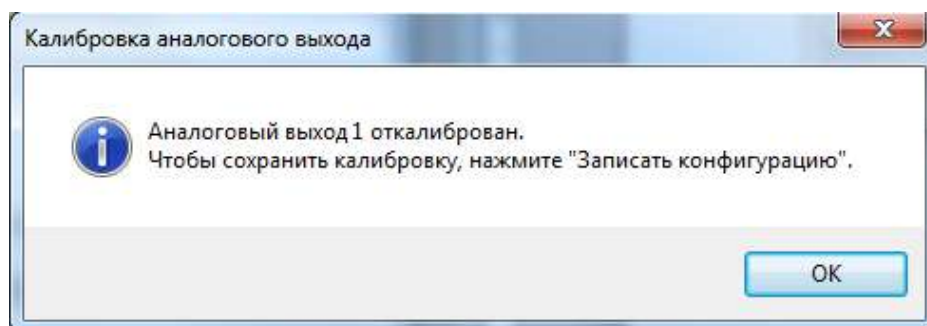 Калибровка аналогового выхода
Аналоговый выход 1 откалиброван.
Чтобы сохранить калибровку, нажмите "Записать конфигурацию".
OK